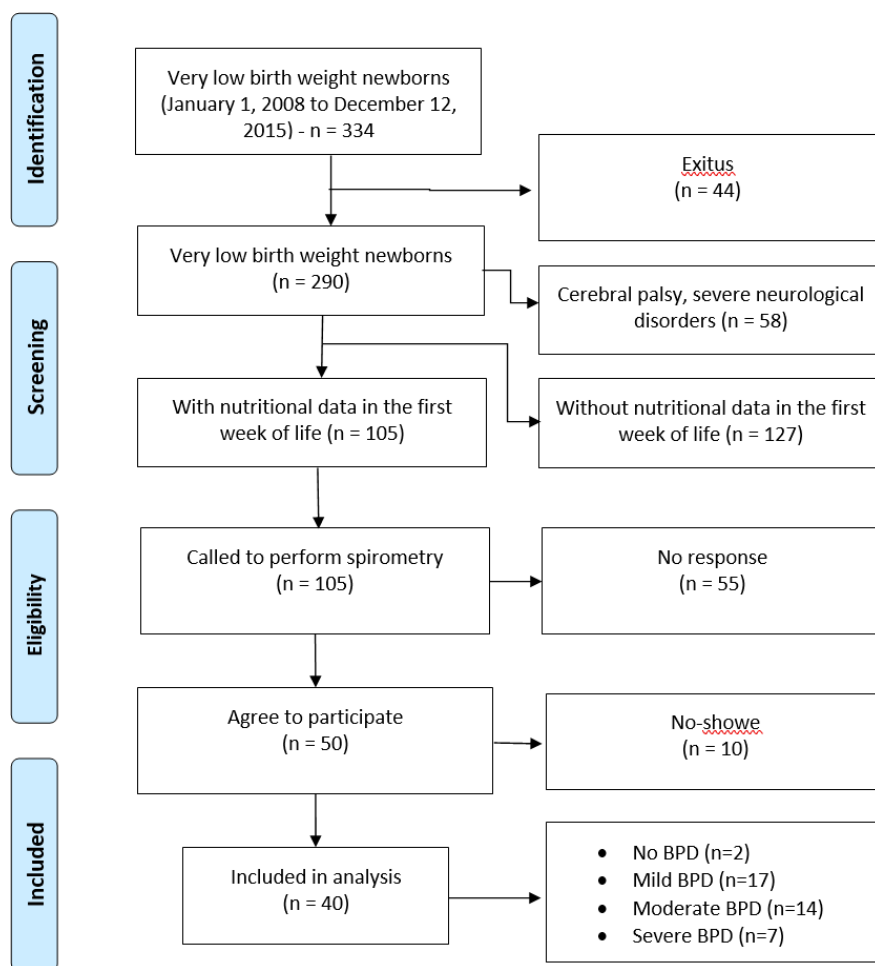 Identification
Very low birth weight newborns
(January 1, 2008 to December 12,
2015) - n = 334
Exitus
(n = 44)
Very low birth weight newborns
(n = 290)
Screening
Cerebral palsy, severe neurological
disorders (n = 58)
With nutritional data in the first
week of life (n = 105)
Without nutritional data in the first
week of life (n = 127)
Eligibility
Called to perform spirometry
(n = 105)
No response
(n = 55)
Agree to participate
(n = 50)
No-showe
(n = 10)
Included
Included in analysis
(n = 40)
• No BPD (n=2)
• Mild BPD (n=17)
• Moderate BPD (n=14)
• Severe BPD (n=7)